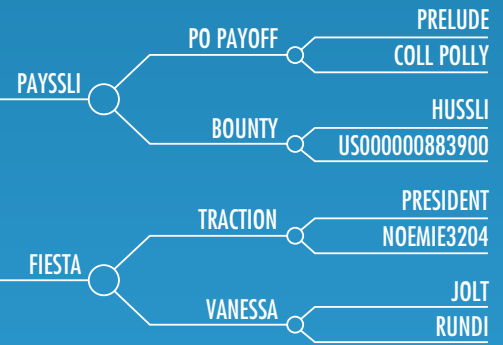 PRELUDE
PO PAYOFF
COLL POLLY
PAYSSLI
HUSSLI
BOUNTY
US000000883900
PRESIDENT
TRACTION
NOEMIE3204
FIESTA
JOLT
VANESSA
RUNDI